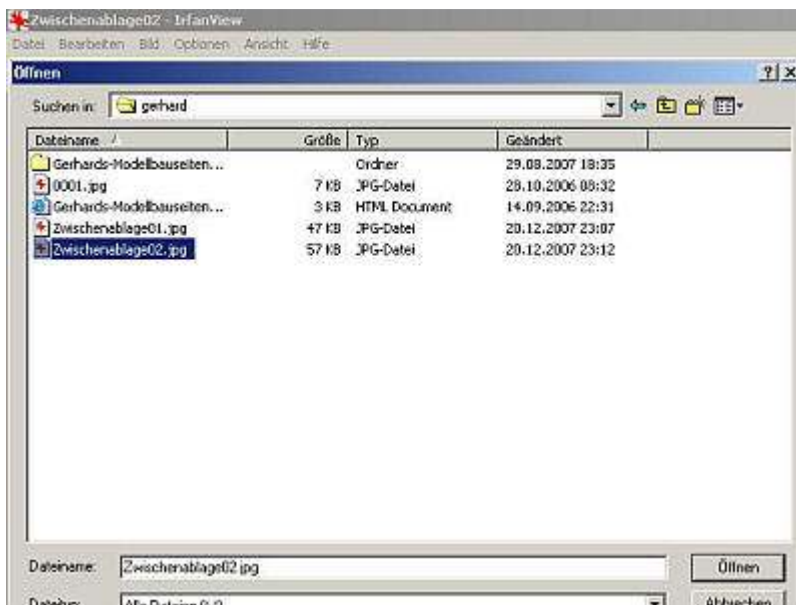 Zwischenablage02 - IrfanView
Datei Bearbeiten Bild Optionen Ansicht Hilfe
Öffnen
Suchen in: gerhard
Dateiname Größe Typ Geändert
Gerhards-Modellbauseiten... Ordner 29.08.2007 18:35
0001.jpg 7 KB JPG-Datei 28.10.2006 08:32
Gerhards-Modellbauseiten... 3 KB HTML Document 14.09.2006 22:31
Zwischenablage01.jpg 47 KB JPG-Datei 20.12.2007 23:07
Zwischenablage02.jpg 57 KB JPG-Datei 20.12.2007 23:12
Dateiname: Zwischenablage02.jpg Öffnen
Dateityp: Alle Dateien Abbrechen